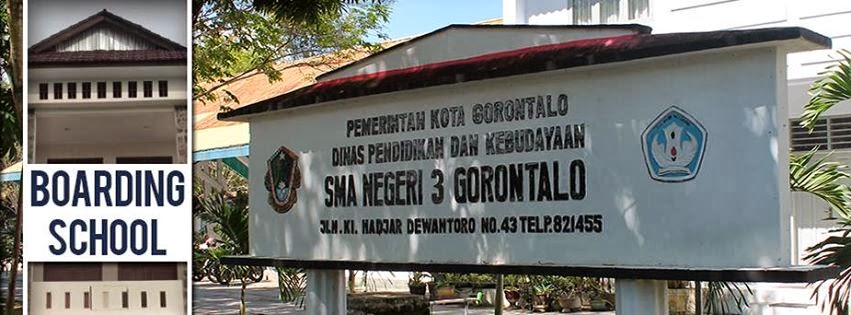 BOARDING
SCHOOL
PEMERINTAH KOTA GORONTALO
DINAS PENDIDIKAN DAN KEBUDAYAAN
SMA NEGERI 3 GORONTALO
JLN. KI. HADJAR DEWANTORO NO. 43 TELP. 821455